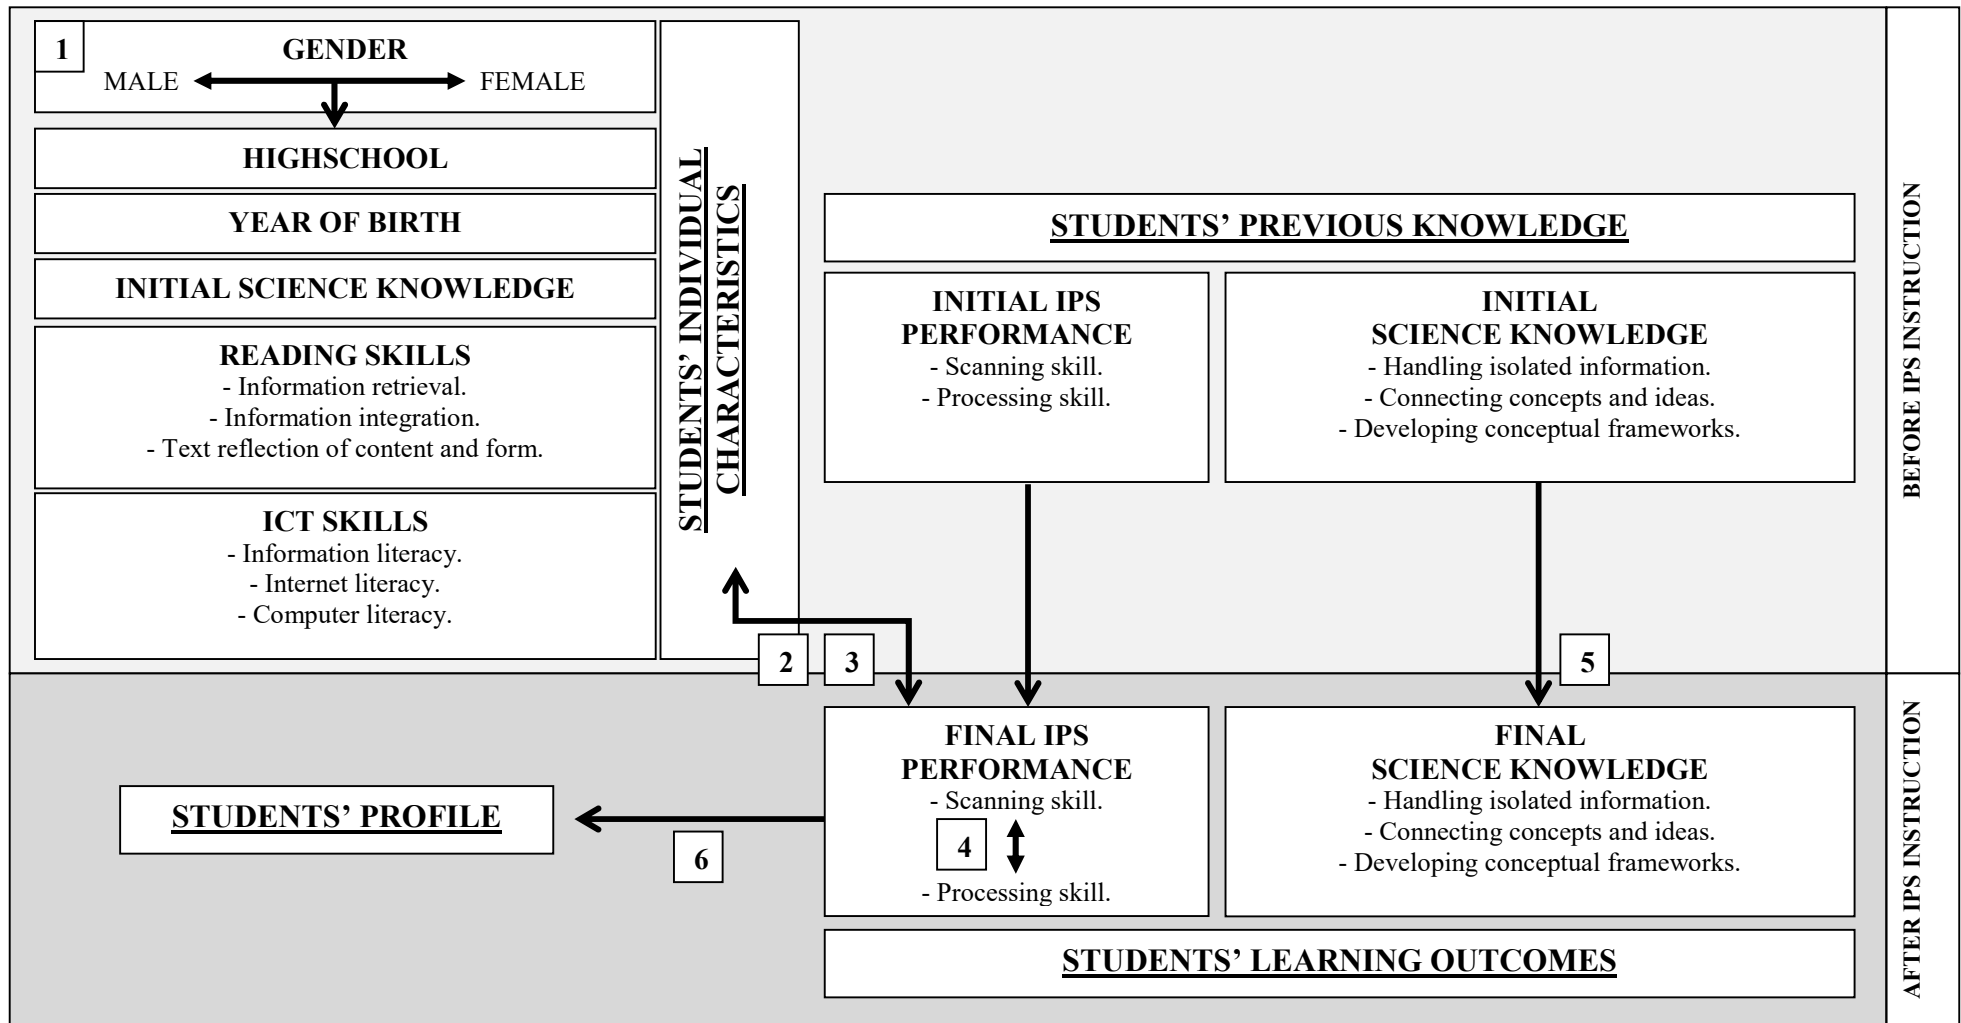 1
GENDER
MALE
FEMALE
HIGHSCHOOL
YEAR OF BIRTH
INITIAL SCIENCE KNOWLEDGE
READING SKILLS
- Information retrieval.
- Information integration.
- Text reflection of content and form.
ICT SKILLS
- Information literacy.
- Internet literacy.
- Computer literacy.
STUDENTS’ INDIVIDUAL
CHARACTERISTICS
STUDENTS’ PREVIOUS KNOWLEDGE
INITIAL IPS
PERFORMANCE
- Scanning skill.
- Processing skill.
INITIAL
SCIENCE KNOWLEDGE
- Handling isolated information.
- Connecting concepts and ideas.
- Developing conceptual frameworks.
BEFORE IPS INSTRUCTION
2
3
5
FINAL IPS
PERFORMANCE
- Scanning skill.
4
- Processing skill.
FINAL
SCIENCE KNOWLEDGE
- Handling isolated information.
- Connecting concepts and ideas.
- Developing conceptual frameworks.
STUDENTS’ PROFILE
6
STUDENTS’ LEARNING OUTCOMES
AFTER IPS INSTRUCTION